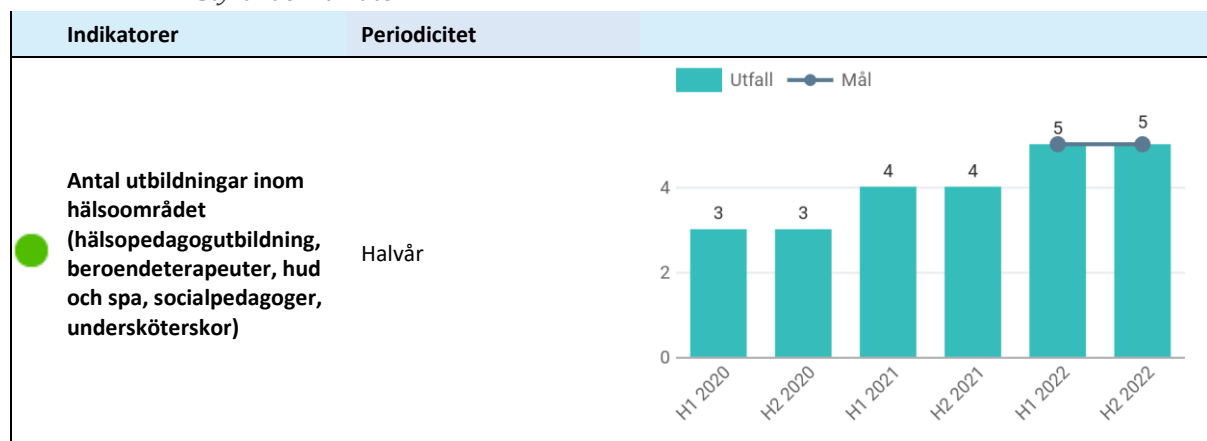 Indikatorer
Periodicitet
Antal utbildningar inom
hälsoområdet
(hälsopedagogutbildning,
beroendeterapeuter, hud
och spa, socialpedagoger,
undersköterskor)
Halvår
Utfall
Mål
5
5
4
4
4
3
3
2
0
H1 2020
H2 2020
H1 2021
H2 2021
H1 2022
H2 2022